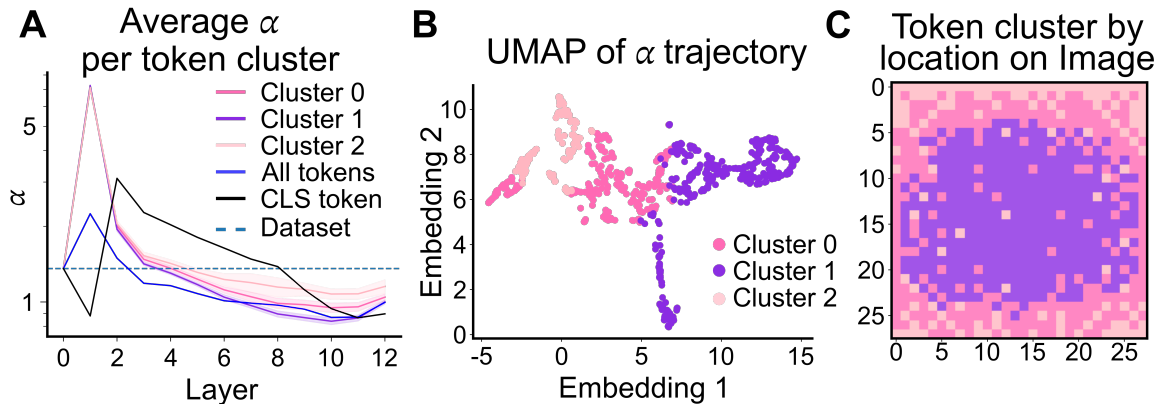 A
Average α
per token cluster
α
5
1
Cluster 0
Cluster 1
Cluster 2
All tokens
CLS token
Dataset
0 2 4 6 8 10 12
Layer
B
UMAP of α trajectory
Embedding 2
10
8
6
4
2
0
Cluster 0
Cluster 1
Cluster 2
-5 0 5 10 15
Embedding 1
C
Token cluster by
location on Image
0
5
10
15
20
25
0 5 10 15 20 25